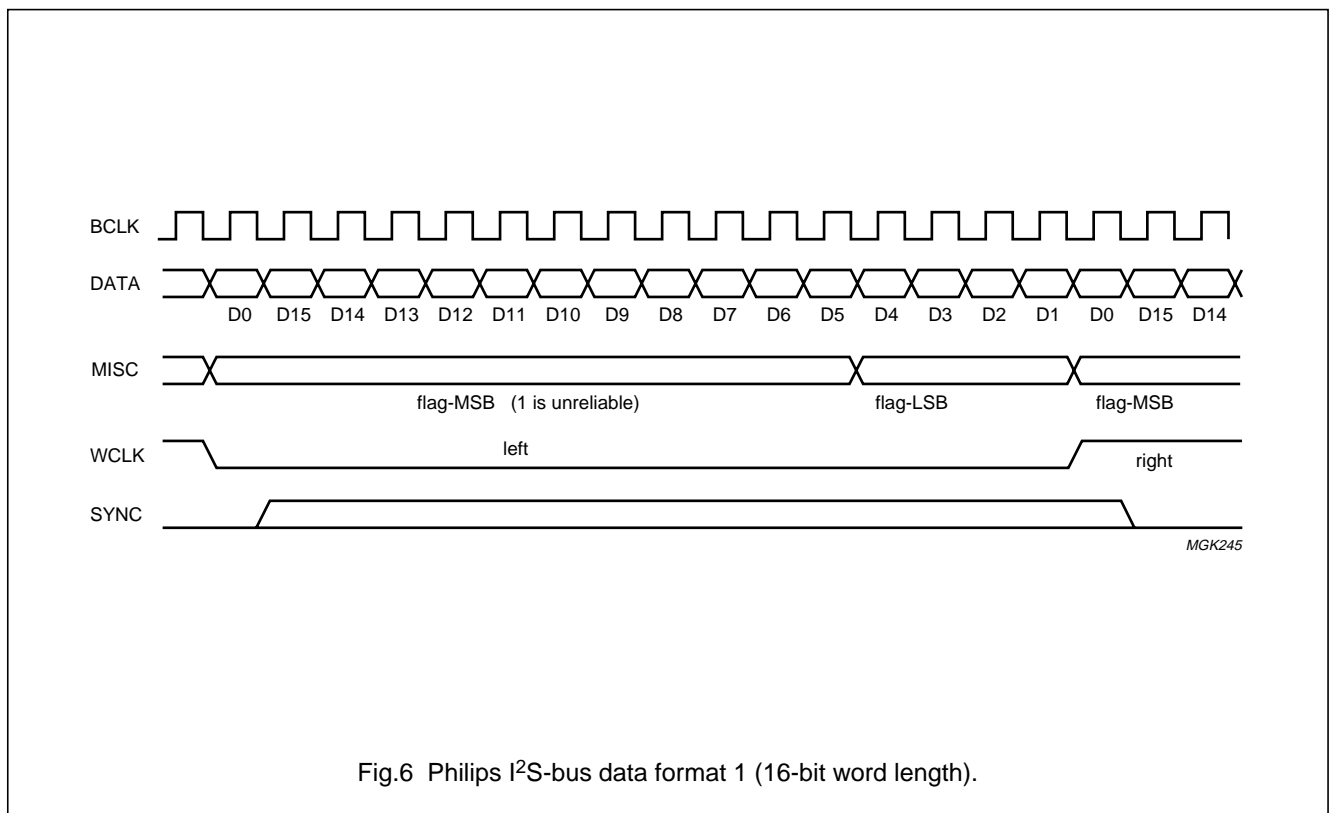 BCLK
DATA
D0 D15 D14 D13 D12 D11 D10 D9 D8 D7 D6 D5 D4 D3 D2 D1 D0 D15 D14
MISC
flag-MSB (1 is unreliable) flag-LSB flag-MSB
WCLK left right
SYNC
MGK245
Fig.6 Philips I²S-bus data format 1 (16-bit word length).